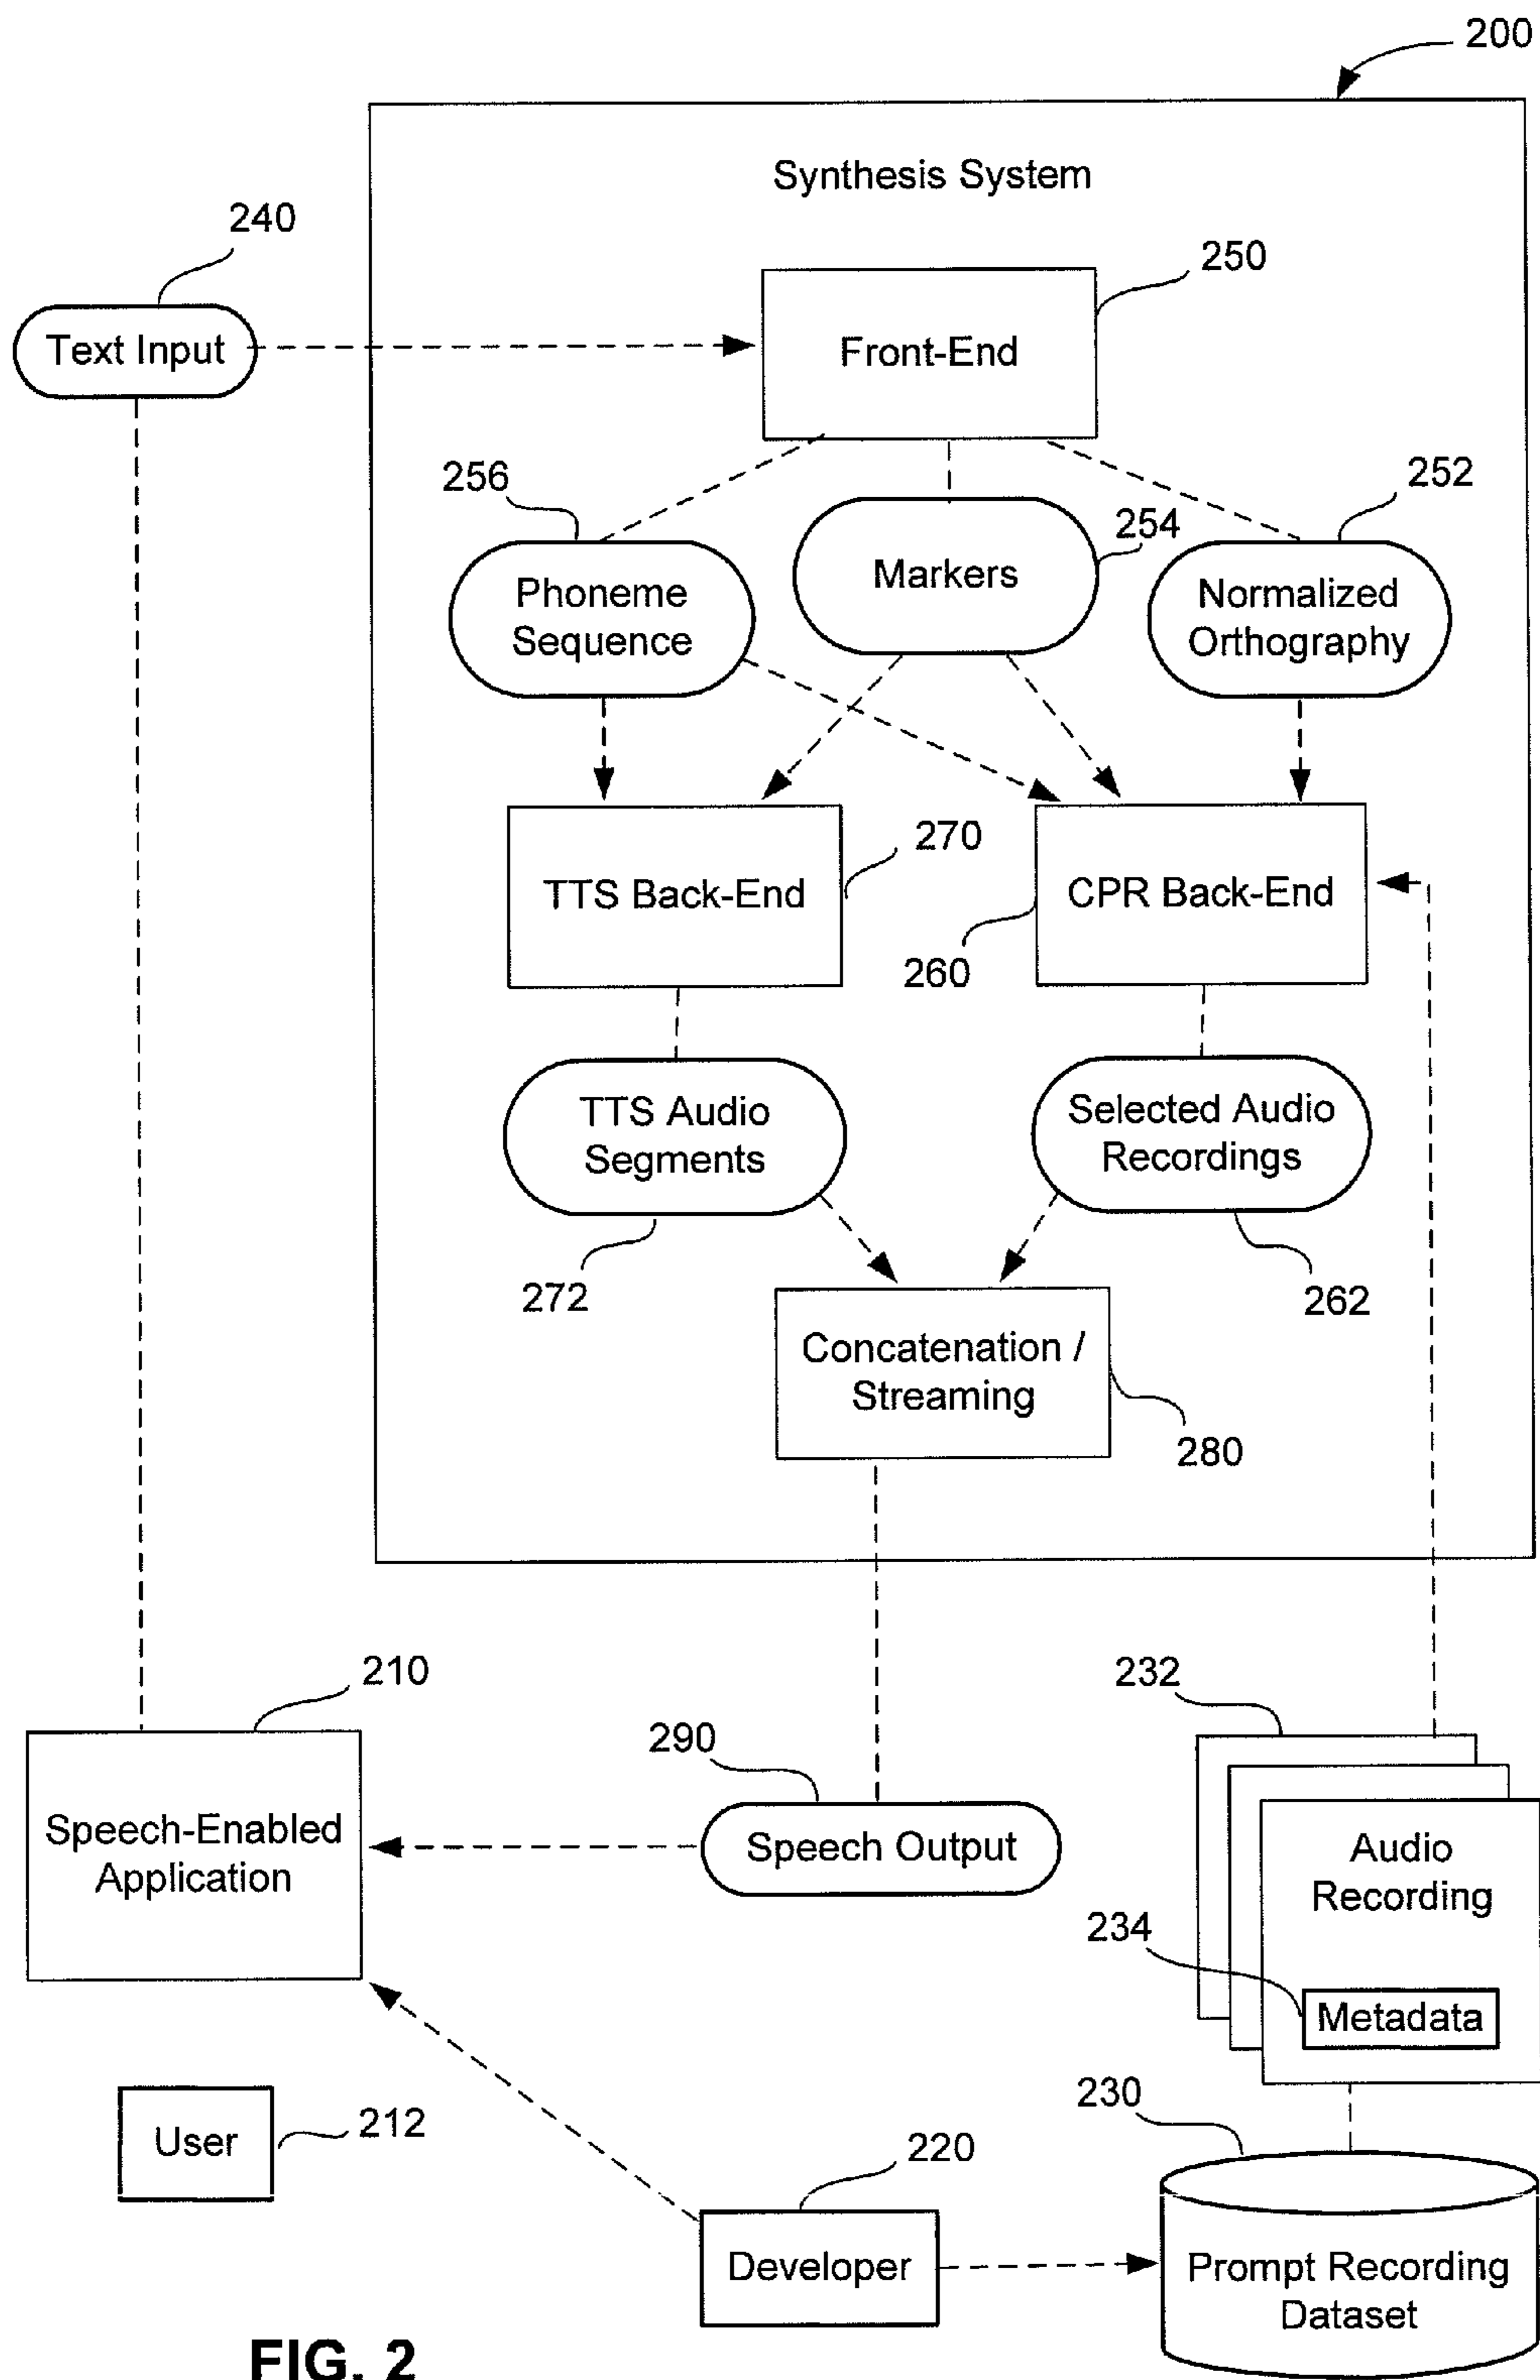 200
Synthesis System
240
250
Text Input
Front-End
256
252
254
Phoneme
Sequence
Markers
Normalized
Orthography
270
TTS Back-End
CPR Back-End
260
TTS Audio
Segments
Selected Audio
Recordings
272
262
Concatenation /
Streaming
280
210
232
290
Speech-Enabled
Application
Speech Output
Audio
Recording
234
Metadata
230
User
212
220
Developer
Prompt Recording
Dataset
FIG. 2